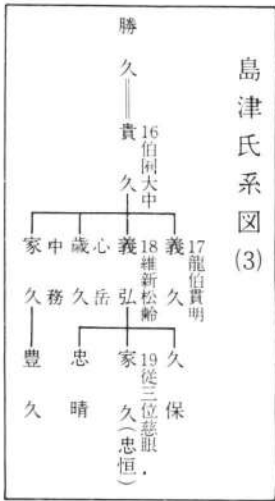 島津氏系図(3)
勝久
16伯囿大中
貴久
17龍伯貫明
義久
18維新松齢
義弘
心岳
歳久
中務
家久
久保
19従三位慈眼
家久(忠恒)
忠晴
豊久